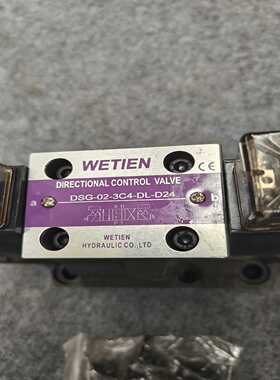 WETIEN
CE
DIRECTIONAL CONTROL VALVE
DSG-02-3C4-DL-D24
a
b
WETIEN
HYDRAULIC CO.,LTD